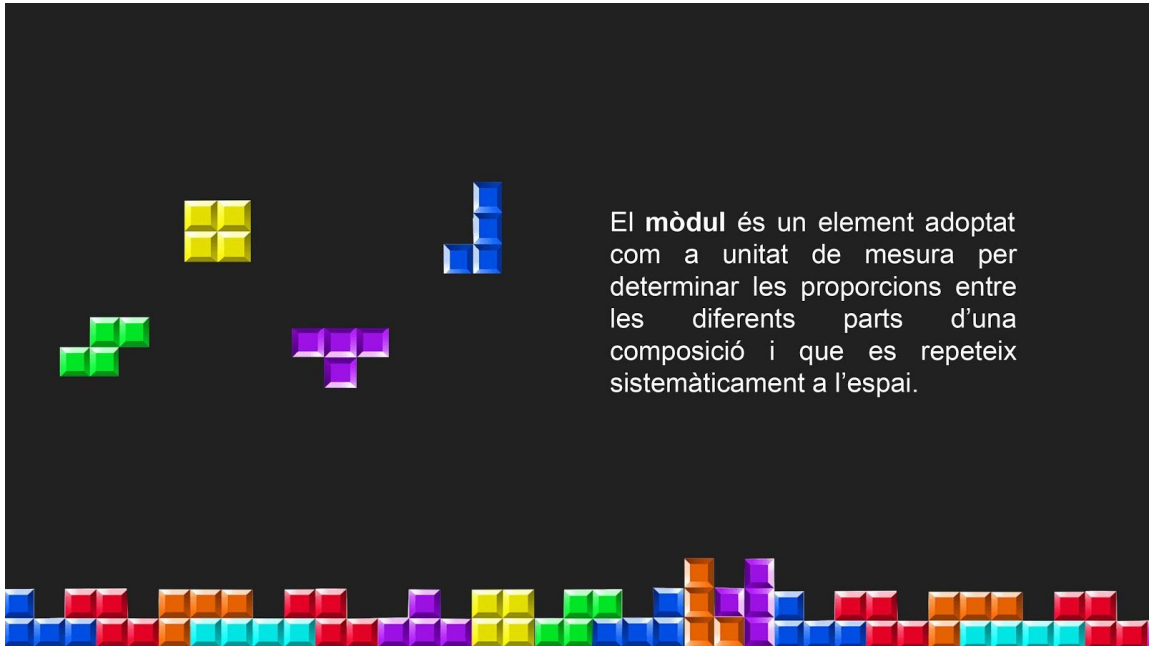 El mòdul és un element adoptat
com a unitat de mesura per
determinar les proporcions entre
les diferents parts d’una
composició i que es repeteix
sistemàticament a l’espai.